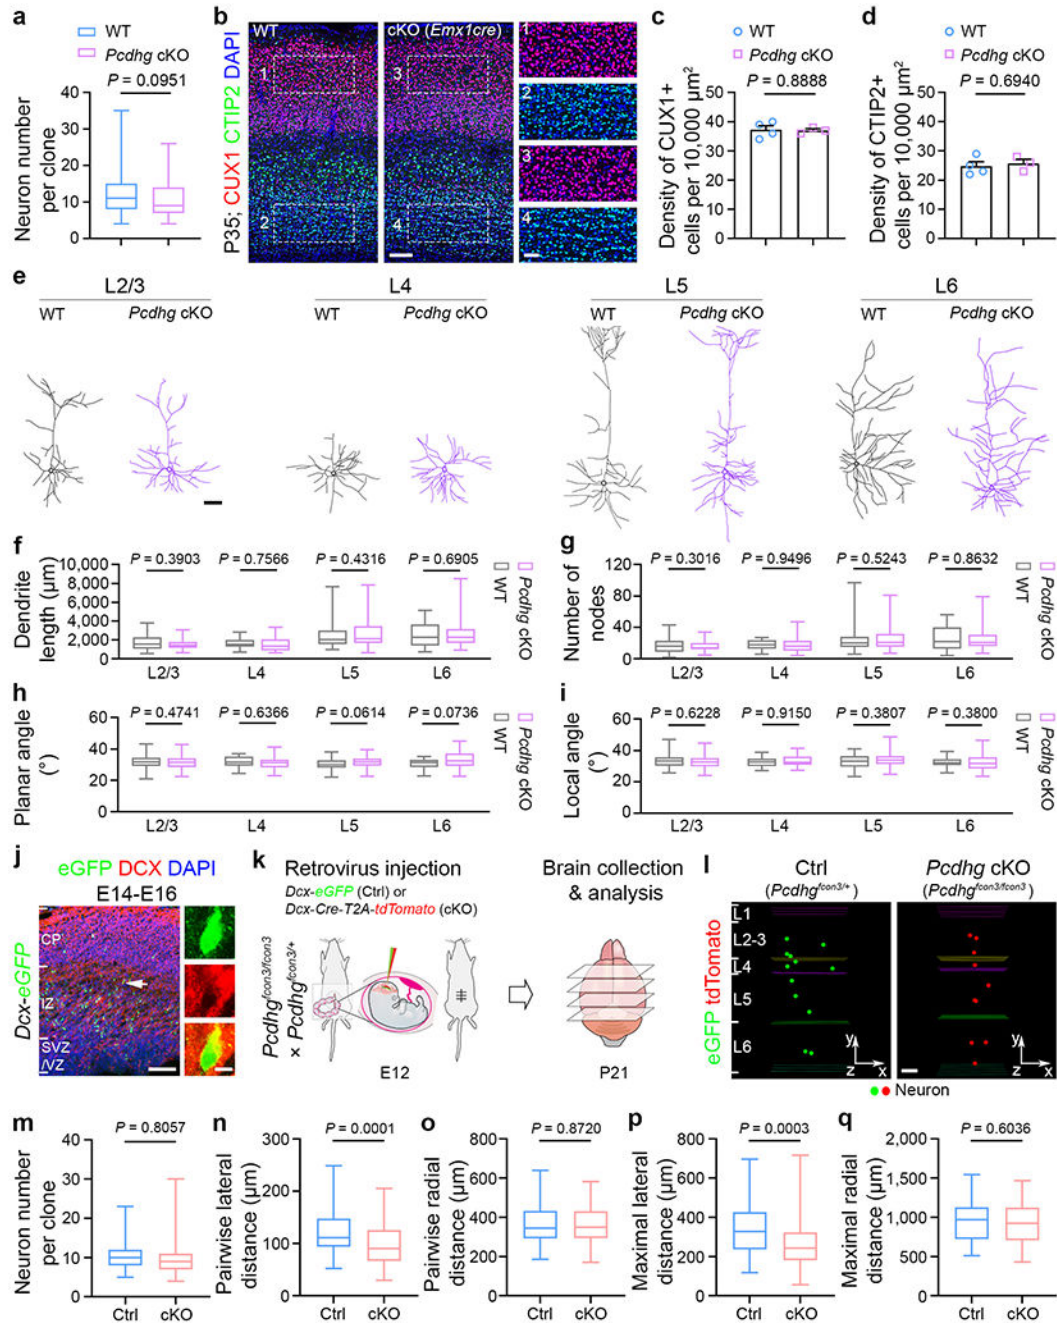 a
WT
Pcdhg cKO
P = 0.0951
Neuron number
per clone
40
30
20
10
0
b
P35; CUX1 CTIP2 DAPI
WT
cKO (Emx1cre)
1
2
3
4
1
2
3
4
c
WT
Pcdhg cKO
P = 0.8888
Density of CUX1+
cells per 10,000 µm²
50
40
30
20
10
0
d
WT
Pcdhg cKO
P = 0.6940
Density of CTIP2+
cells per 10,000 µm²
50
40
30
20
10
0
e
L2/3
WT
Pcdhg cKO
L4
WT
Pcdhg cKO
L5
WT
Pcdhg cKO
L6
WT
Pcdhg cKO
f
P = 0.3903
P = 0.7566
P = 0.4316
P = 0.6905
Dendrite
length (µm)
10,000
8,000
6,000
4,000
2,000
0
L2/3
L4
L5
L6
WT
Pcdhg cKO
g
P = 0.3016
P = 0.9496
P = 0.5243
P = 0.8632
Number of
nodes
120
80
40
0
L2/3
L4
L5
L6
WT
Pcdhg cKO
h
P = 0.4741
P = 0.6366
P = 0.0614
P = 0.0736
Planar angle
(°)
60
40
20
0
L2/3
L4
L5
L6
WT
Pcdhg cKO
i
P = 0.6228
P = 0.9150
P = 0.3807
P = 0.3800
Local angle
(°)
60
40
20
0
L2/3
L4
L5
L6
WT
Pcdhg cKO
j
eGFP DCX DAPI
E14-E16
Dcx-eGFP
CP
IZ
SVZ
/VZ
k
Retrovirus injection
Dcx-eGFP (Ctrl) or
Dcx-Cre-T2A-tdTomato (cKO)
Pcdhg^fcon3/fcon3
× Pcdhg^fcon3/+
E12
Brain collection
& analysis
P21
l
Ctrl
(Pcdhg^fcon3/+)
Pcdhg cKO
(Pcdhg^fcon3/fcon3)
eGFP tdTomato
L1
L2-3
L4
L5
L6
y
z
x
y
z
x
Neuron
m
P = 0.8057
Neuron number
per clone
40
30
20
10
0
Ctrl
cKO
n
P = 0.0001
Pairwise lateral
distance (µm)
300
200
100
0
Ctrl
cKO
o
P = 0.8720
Pairwise radial
distance (µm)
800
600
400
200
0
Ctrl
cKO
p
P = 0.0003
Maximal lateral
distance (µm)
800
600
400
200
0
Ctrl
cKO
q
P = 0.6036
Maximal radial
distance (µm)
2,000
1,500
1,000
500
0
Ctrl
cKO